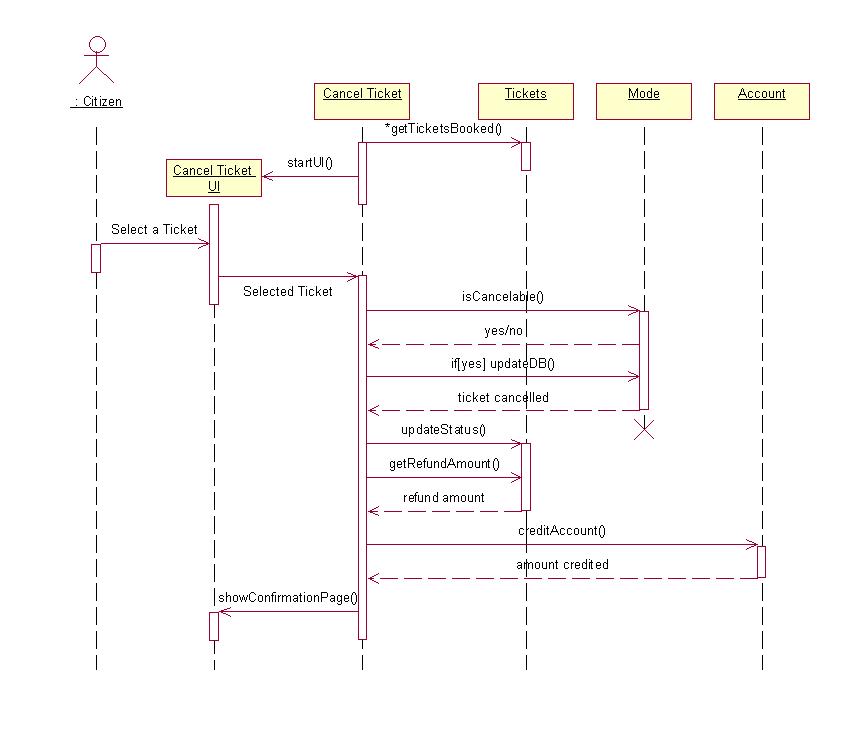 : Citizen
Cancel Ticket
Tickets
Mode
Account
*getTicketsBooked()
startUI()
Cancel Ticket
UI
Select a Ticket
Selected Ticket
isCancelable()
yes/no
if[yes] updateDB()
ticket cancelled
updateStatus()
getRefundAmount()
refund amount
creditAccount()
amount credited
showConfirmationPage()